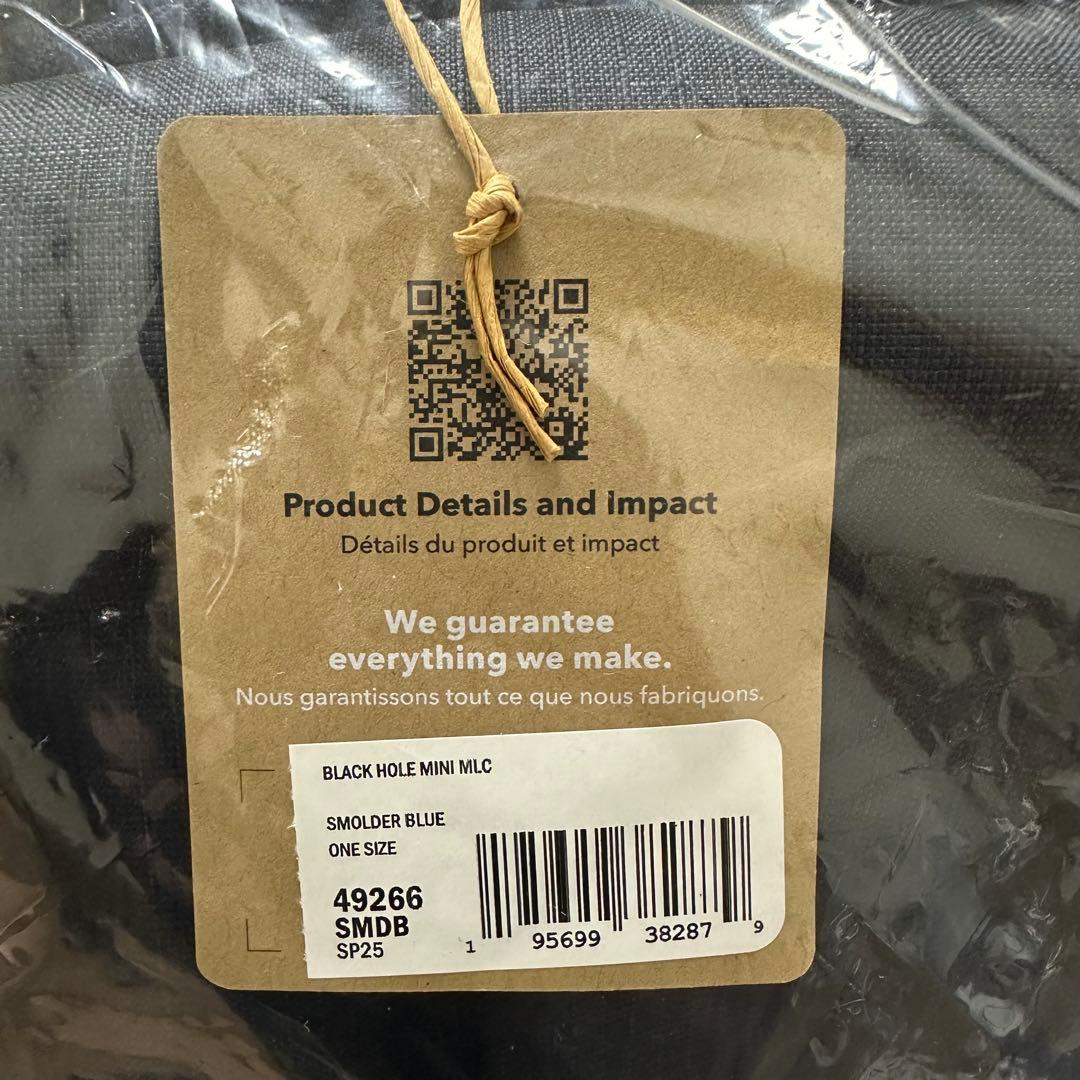 Product Details and Impact
Détails du produit et impact
We guarantee
everything we make.
Nous garantissons tout ce que nous fabriquons.
BLACK HOLE MINI MLC
SMOLDER BLUE
ONE SIZE
49266
SMDB
SP25
1 95699 38287 9